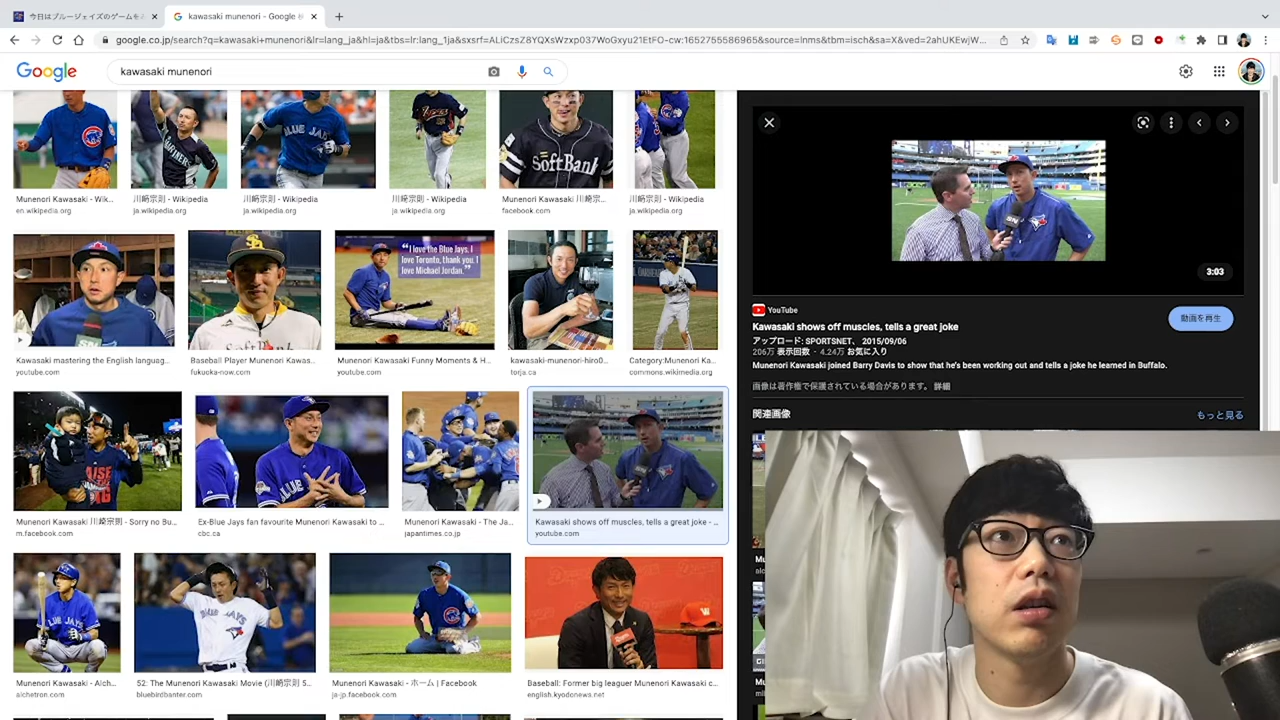 今日はブルージェイズのゲームを
kawasaki munenori - Google
google.co.jp/search?q=kawasaki+munenori&lr=lang_ja&hl=ja&tbs=lr:lang_1ja&sxsrf=ALiCzsZ8YQXsWzxp037WoGxyu21EtFO-cw:1652755586965&source=lnms&tbm=isch&sa=X&ved=2ahUKEwjW...
Google
kawasaki munenori
BLUE JAYS
SoftBank
Munenori Kawasaki - Wik...
en.wikipedia.org
川﨑宗則 - Wikipedia
ja.wikipedia.org
川﨑宗則 - Wikipedia
ja.wikipedia.org
川﨑宗則 - Wikipedia
ja.wikipedia.org
Munenori Kawasaki 川﨑宗...
facebook.com
川﨑宗則 - Wikipedia
ja.wikipedia.org
"I love the Blue Jays. I
love Toronto, thank you. I
love Michael Jordan."
Kawasaki mastering the English languag...
youtube.com
Baseball Player Munenori Kawas...
fukuoka-now.com
Munenori Kawasaki Funny Moments & H...
youtube.com
kawasaki-munenori-hiro0...
torja.ca
Category:Munenori Ka...
commons.wikimedia.org
Munenori Kawasaki 川﨑宗則 - Sorry no Bu...
m.facebook.com
Ex-Blue Jays fan favourite Munenori Kawasaki to ...
cbc.ca
Munenori Kawasaki - The Ja...
japantimes.co.jp
Kawasaki shows off muscles, tells a great joke - ...
youtube.com
Munenori Kawasaki - Alch...
alchetron.com
52: The Munenori Kawasaki Movie (川﨑宗則 5...
bluebirdbanter.com
Munenori Kawasaki - ホーム | Facebook
ja-jp.facebook.com
Baseball: Former big leaguer Munenori Kawasaki c...
english.kyodonews.net
3:03
YouTube
Kawasaki shows off muscles, tells a great joke
アップロード: SPORTSNET、 2015/09/06
206万 表示回数 · 4.24万 お気に入り
動画を再生
Munenori Kawasaki joined Barry Davis to show that he's been working out and tells a joke he learned in Buffalo.
画像は著作権で保護されている場合があります。 詳細
関連画像
もっと見る